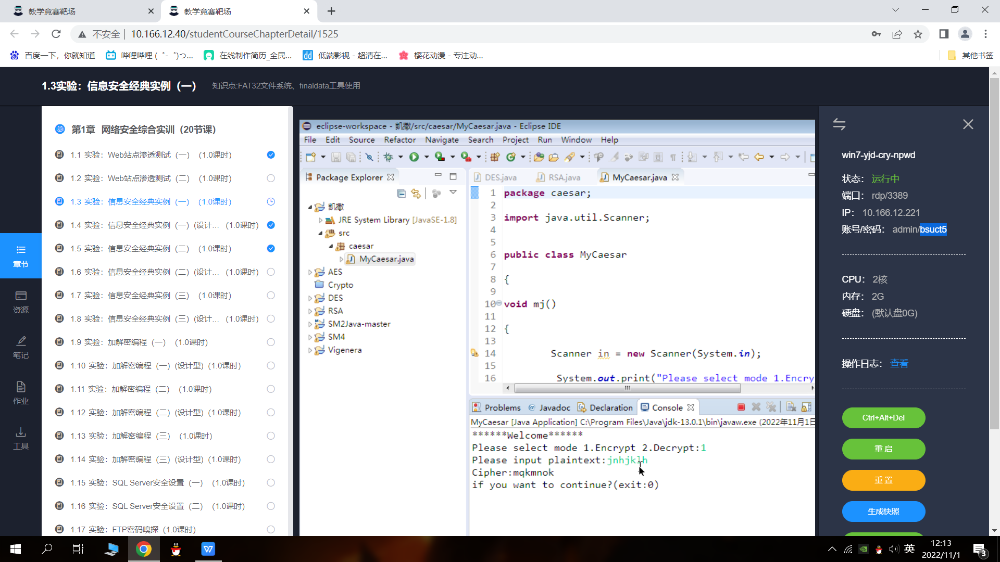 教学竞赛靶场
教学竞赛靶场
不安全 | 10.166.12.40/studentCourseChapterDetail/1525
百度一下，你就知道
哔哩哔哩 (゜-゜)つ...
在线制作简历_全民...
低端影视 - 超清在...
樱花动漫 - 专注动...
其他书签
1.3实验：信息安全经典实例（一）
知识点:FAT32文件系统、finaldata工具使用
章节
资源
笔记
作业
工具
第1章 网络安全综合实训（20节课）
1.1 实验：Web站点渗透测试（一） (1.0课时)
1.2 实验：Web站点渗透测试（二） (1.0课时)
1.3 实验：信息安全经典实例（一） (1.0课时)
1.4 实验：信息安全经典实例（一）(设计... (1.0课时)
1.5 实验：信息安全经典实例（二） (1.0课时)
1.6 实验：信息安全经典实例（二）(设计... (1.0课时)
1.7 实验：信息安全经典实例（三） (1.0课时)
1.8 实验：信息安全经典实例（三）(设计... (1.0课时)
1.9 实验：加解密编程（一） (1.0课时)
1.10 实验：加解密编程（一）(设计型) (1.0课时)
1.11 实验：加解密编程（二） (1.0课时)
1.12 实验：加解密编程（二）(设计型) (1.0课时)
1.13 实验：加解密编程（三） (1.0课时)
1.14 实验：加解密编程（三）(设计型) (1.0课时)
1.15 实验：SQL Server安全设置（一） (1.0课时)
1.16 实验：SQL Server安全设置（二） (1.0课时)
1.17 实验：FTP密码嗅探 (1.0课时)
eclipse-workspace - 凯撒/src/caesar/MyCaesar.java - Eclipse IDE
File Edit Source Refactor Navigate Search Project Run Window Help
Package Explorer
凯撒
JRE System Library [JavaSE-1.8]
src
caesar
MyCaesar.java
AES
Crypto
DES
RSA
SM2Java-master
SM4
Vigenera
DES.java RSA.java MyCaesar.java
1 package caesar;
2
3 import java.util.Scanner;
4
5
6 public class MyCaesar
7
8 {
9
10 void mj()
11
12 {
13
14 Scanner in = new Scanner(System.in);
15
16 System.out.print("Please select mode 1.Encry
Problems Javadoc Declaration Console
MyCaesar [Java Application] C:\Program Files\Java\jdk-13.0.1\bin\javaw.exe (2022年11月1日
******Welcome******
Please select mode 1.Encrypt 2.Decrypt:1
Please input plaintext:jnhjklh
Cipher:mqkmnok
if you want to continue?(exit:0)
win7-yjd-cry-npwd
状态： 运行中
端口： rdp/3389
IP： 10.166.12.221
账号/密码： admin/bsuct5
CPU： 2核
内存： 2G
硬盘： (默认盘0G)
操作日志： 查看
Ctrl+Alt+Del
重 启
重 置
生成快照
英
12:13
2022/11/1
3